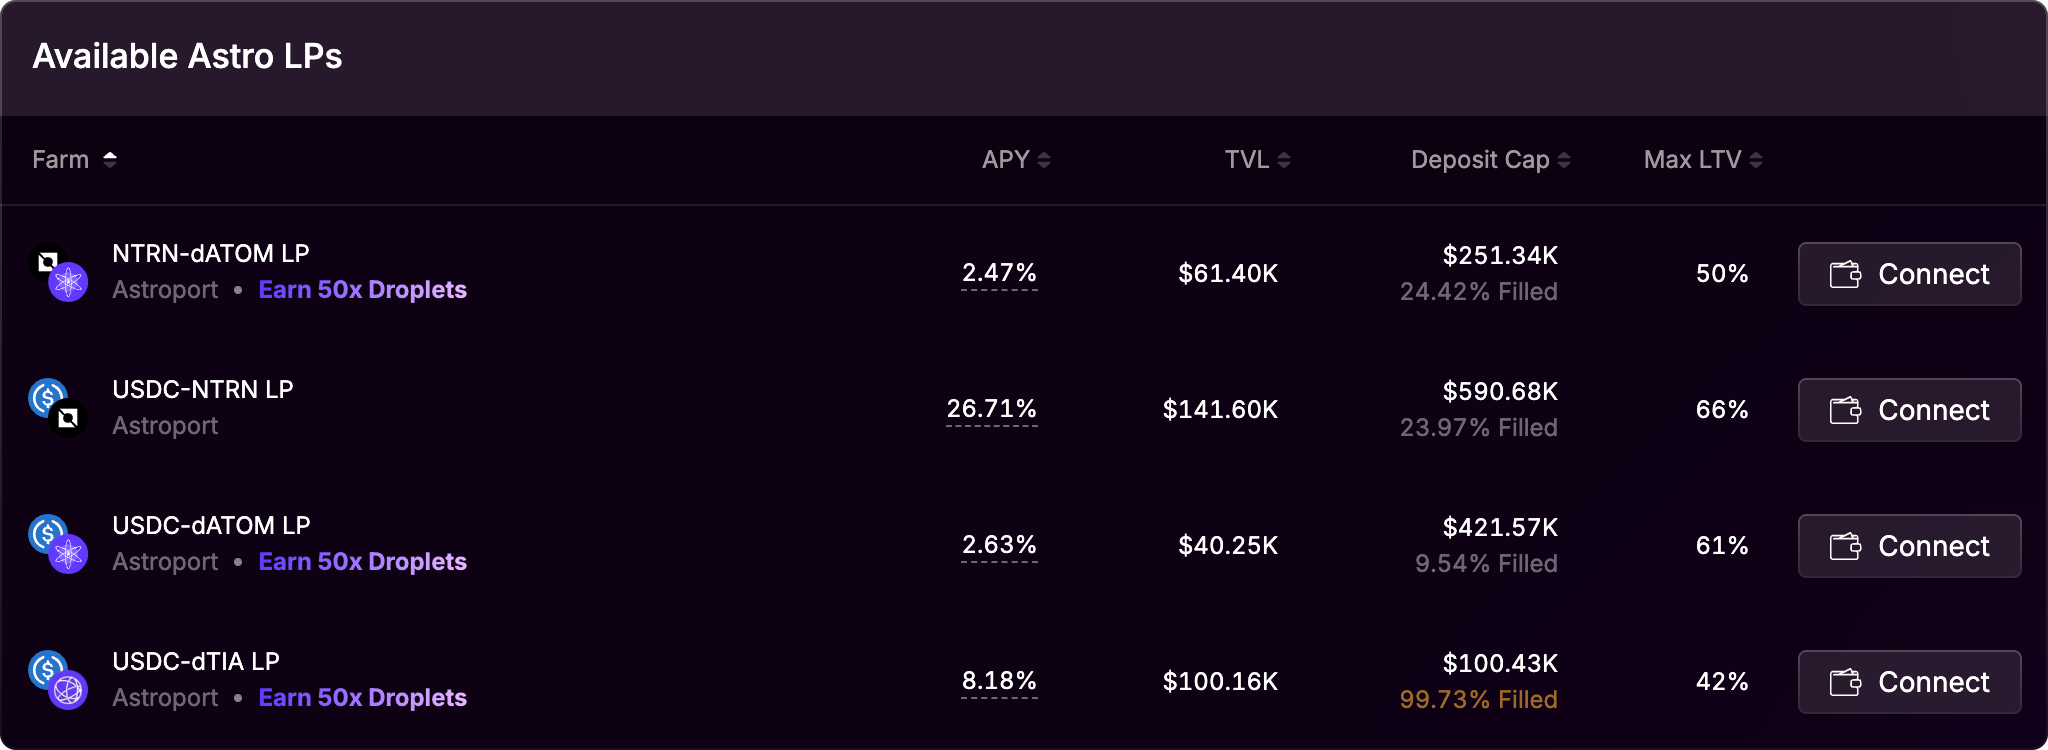 Available Astro LPs
Farm APY TVL Deposit Cap Max LTV
NTRN-dATOM LP
Astroport • Earn 50x Droplets
2.47% $61.40K $251.34K
24.42% Filled
50% Connect
USDC-NTRN LP
Astroport
26.71% $141.60K $590.68K
23.97% Filled
66% Connect
USDC-dATOM LP
Astroport • Earn 50x Droplets
2.63% $40.25K $421.57K
9.54% Filled
61% Connect
USDC-dTIA LP
Astroport • Earn 50x Droplets
8.18% $100.16K $100.43K
99.73% Filled
42% Connect